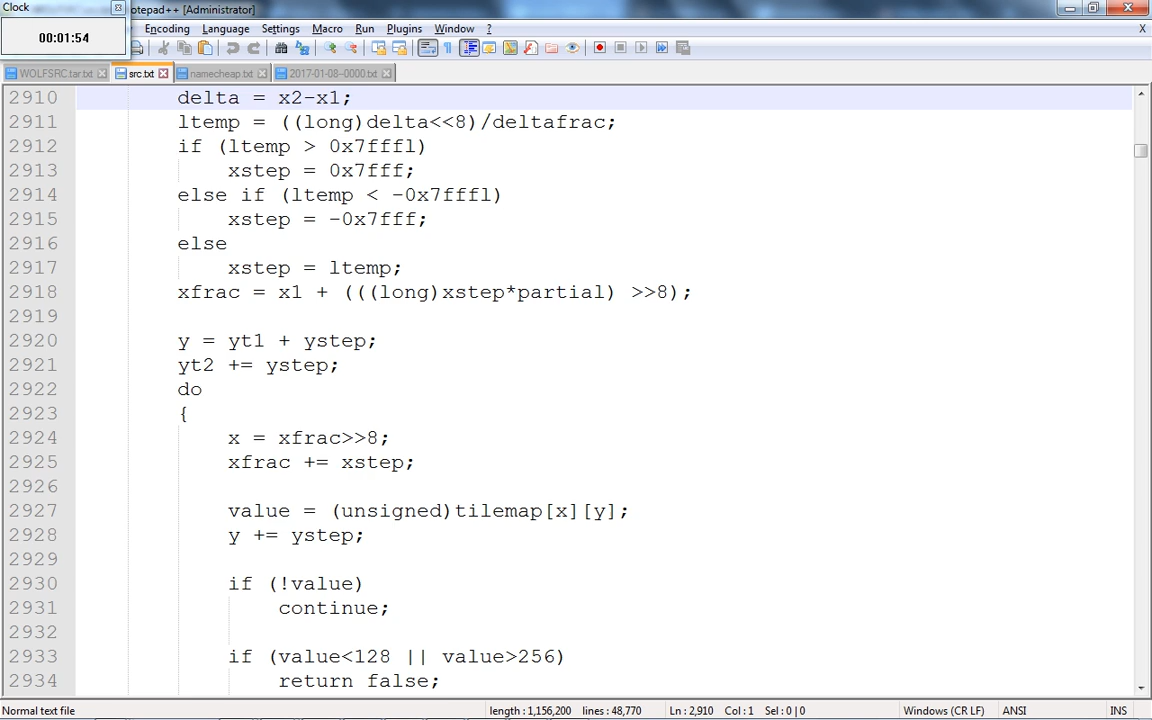 Clock
otepad++ [Administrator]
00:01:54
Encoding Language Settings Macro Run Plugins Window ? X
WOLFSRC.tar.txt src.txt namecheap.txt 2017-01-08--0000.txt
2910 delta = x2-x1;
2911 ltemp = ((long)delta<<8)/deltafrac;
2912 if (ltemp > 0x7fffl)
2913 xstep = 0x7fff;
2914 else if (ltemp < -0x7fffl)
2915 xstep = -0x7fff;
2916 else
2917 xstep = ltemp;
2918 xfrac = x1 + (((long)xstep*partial) >>8);
2919
2920 y = yt1 + ystep;
2921 yt2 += ystep;
2922 do
2923 {
2924 x = xfrac>>8;
2925 xfrac += xstep;
2926
2927 value = (unsigned)tilemap[x][y];
2928 y += ystep;
2929
2930 if (!value)
2931 continue;
2932
2933 if (value<128 || value>256)
2934 return false;
Normal text file length : 1,156,200 lines : 48,770 Ln : 2,910 Col : 1 Sel : 0 | 0 Windows (CR LF) ANSI INS